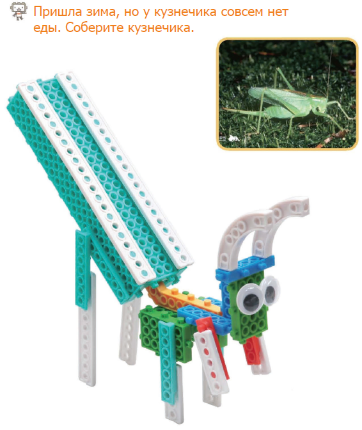 Пришла зима, но у кузнечика совсем нет
еды. Соберите кузнечика.